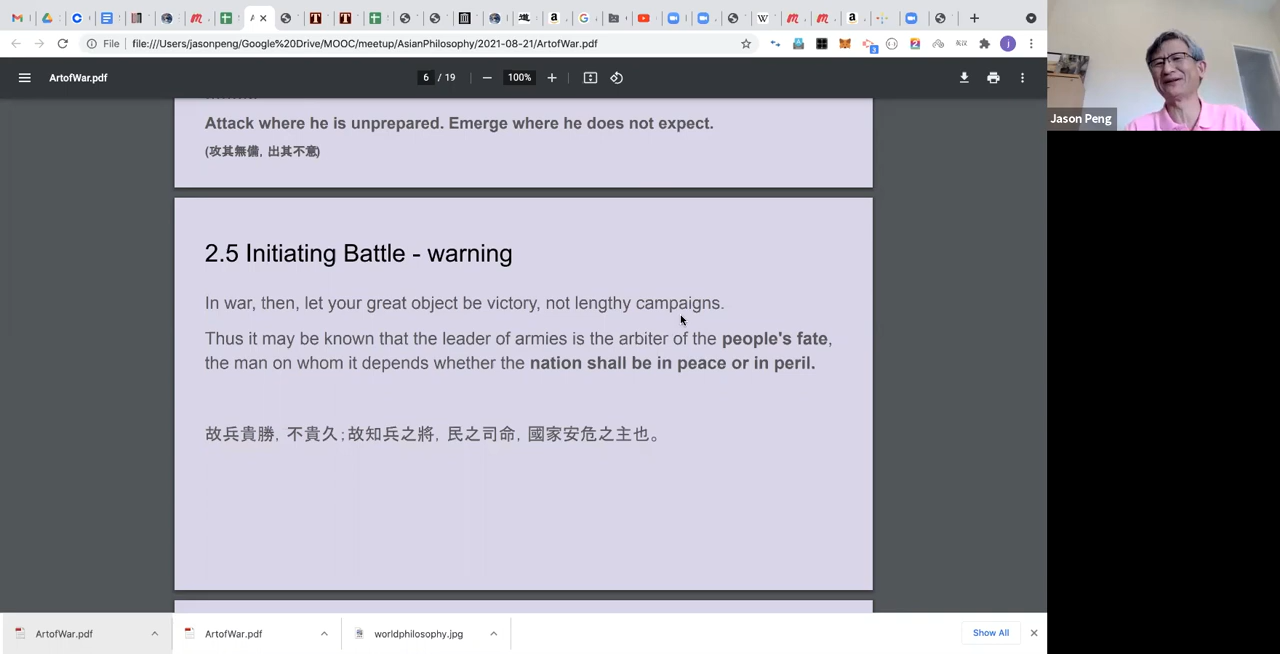 File
file:///Users/jasonpeng/Google%20Drive/MOOC/meetup/AsianPhilosophy/2021-08-21/ArtofWar.pdf
ArtofWar.pdf
6 / 19
100%
Jason Peng
Attack where he is unprepared. Emerge where he does not expect.
(攻其無備, 出其不意)
2.5 Initiating Battle - warning
In war, then, let your great object be victory, not lengthy campaigns.
Thus it may be known that the leader of armies is the arbiter of the people's fate,
the man on whom it depends whether the nation shall be in peace or in peril.
故兵貴勝, 不貴久;故知兵之將, 民之司命, 國家安危之主也。
ArtofWar.pdf
ArtofWar.pdf
worldphilosophy.jpg
Show All